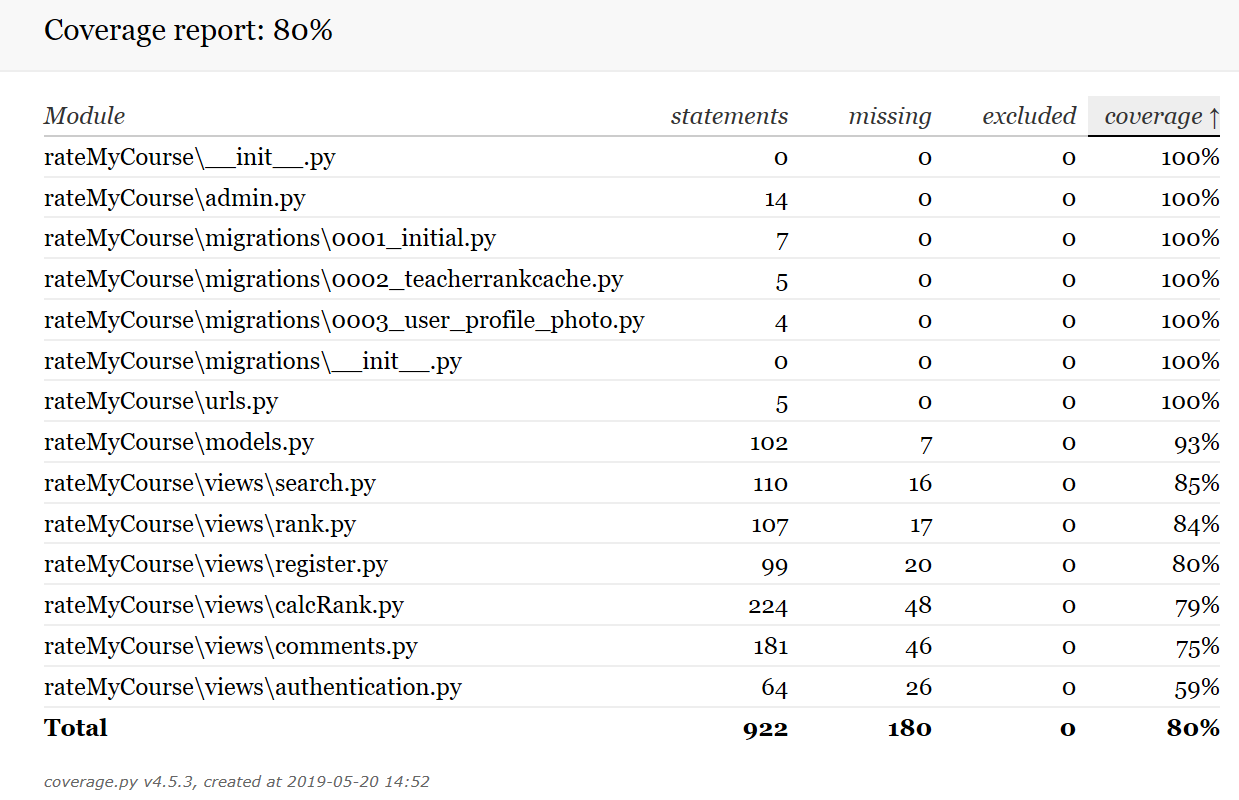 Coverage report: 80%
Module statements missing excluded coverage ↑
rateMyCourse\__init__.py 0 0 0 100%
rateMyCourse\admin.py 14 0 0 100%
rateMyCourse\migrations\0001_initial.py 7 0 0 100%
rateMyCourse\migrations\0002_teacherrankcache.py 5 0 0 100%
rateMyCourse\migrations\0003_user_profile_photo.py 4 0 0 100%
rateMyCourse\migrations\__init__.py 0 0 0 100%
rateMyCourse\urls.py 5 0 0 100%
rateMyCourse\models.py 102 7 0 93%
rateMyCourse\views\search.py 110 16 0 85%
rateMyCourse\views\rank.py 107 17 0 84%
rateMyCourse\views\register.py 99 20 0 80%
rateMyCourse\views\calcRank.py 224 48 0 79%
rateMyCourse\views\comments.py 181 46 0 75%
rateMyCourse\views\authentication.py 64 26 0 59%
Total 922 180 0 80%
coverage.py v4.5.3, created at 2019-05-20 14:52